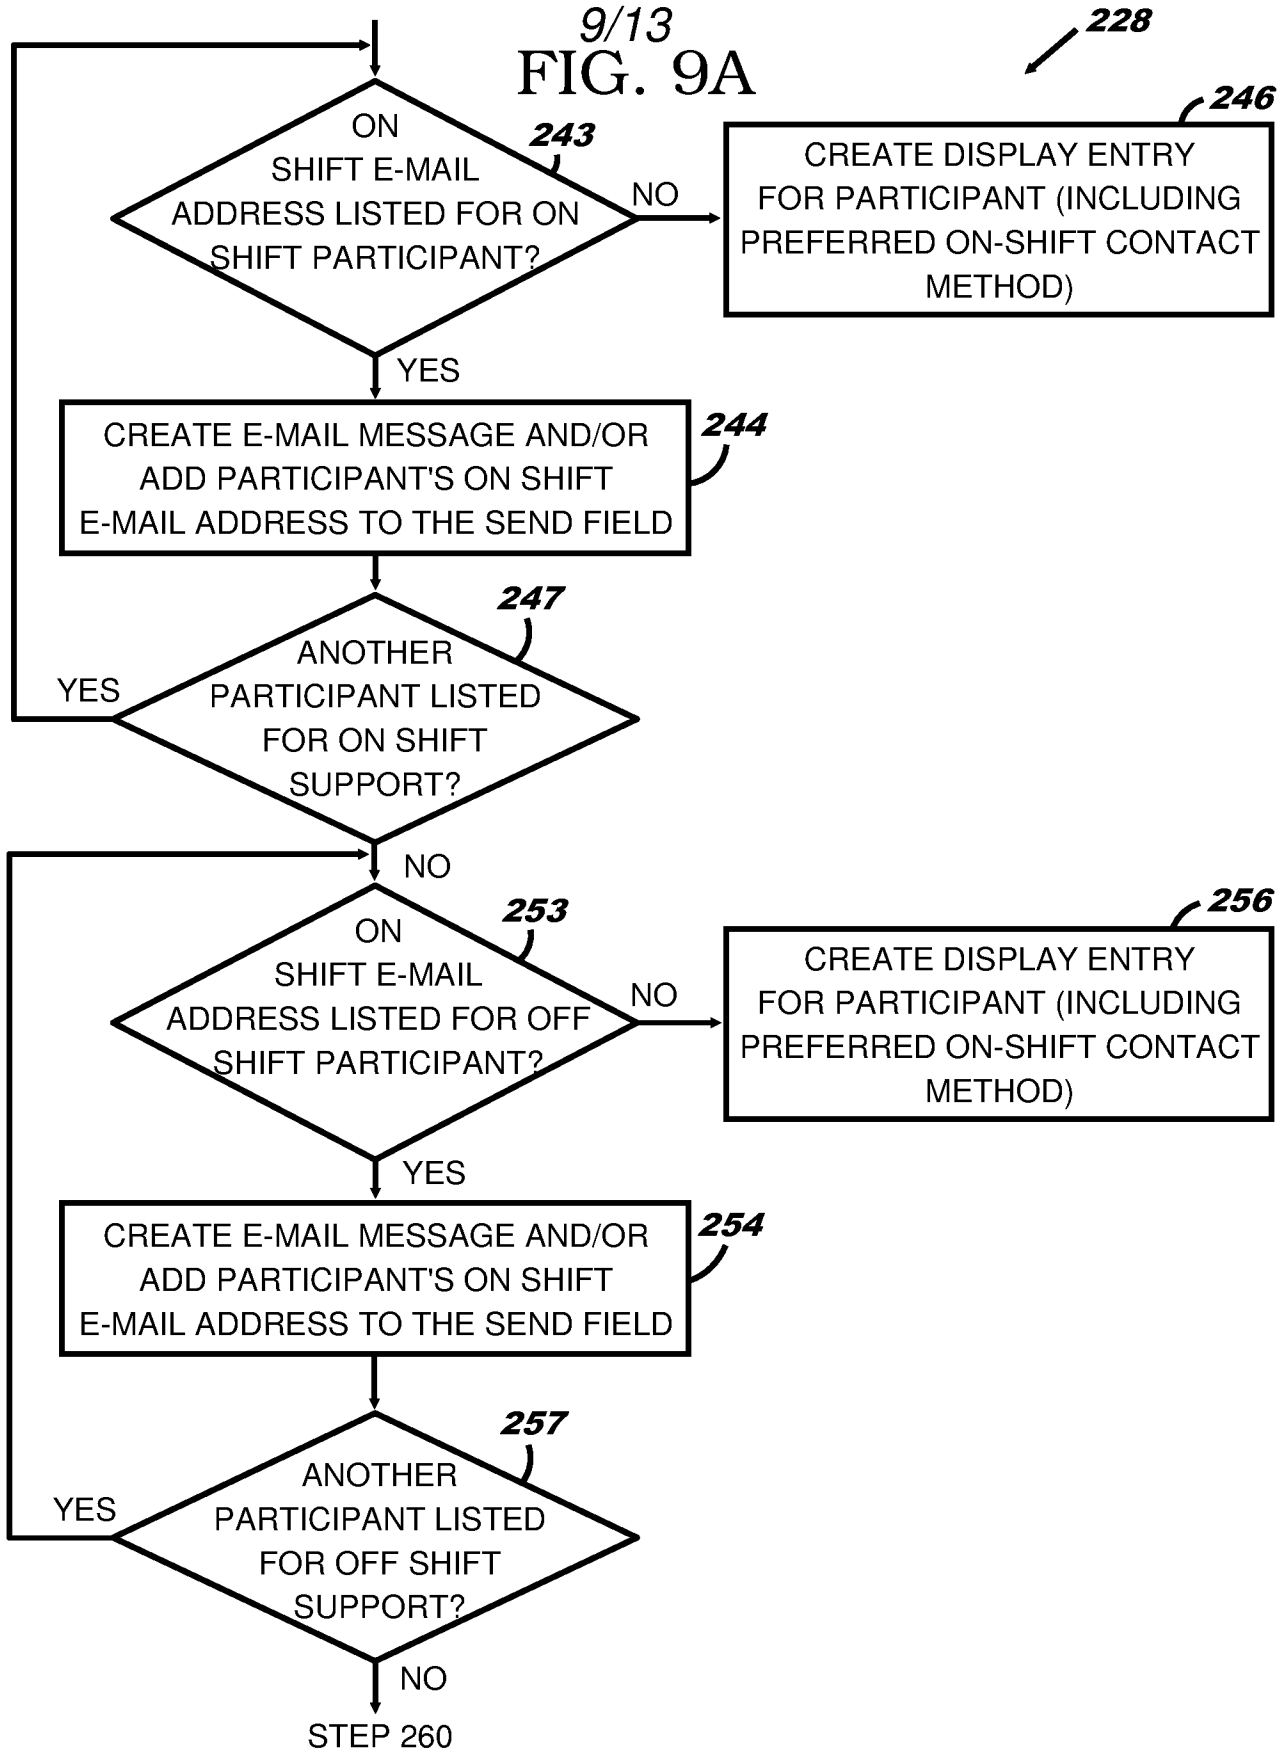 9/13
FIG. 9A
228
ON
SHIFT E-MAIL
ADDRESS LISTED FOR ON
SHIFT PARTICIPANT?
243
NO
246
CREATE DISPLAY ENTRY
FOR PARTICIPANT (INCLUDING
PREFERRED ON-SHIFT CONTACT
METHOD)
YES
CREATE E-MAIL MESSAGE AND/OR
ADD PARTICIPANT'S ON SHIFT
E-MAIL ADDRESS TO THE SEND FIELD
244
247
ANOTHER
PARTICIPANT LISTED
FOR ON SHIFT
SUPPORT?
YES
NO
253
ON
SHIFT E-MAIL
ADDRESS LISTED FOR OFF
SHIFT PARTICIPANT?
NO
256
CREATE DISPLAY ENTRY
FOR PARTICIPANT (INCLUDING
PREFERRED ON-SHIFT CONTACT
METHOD)
YES
CREATE E-MAIL MESSAGE AND/OR
ADD PARTICIPANT'S ON SHIFT
E-MAIL ADDRESS TO THE SEND FIELD
254
257
ANOTHER
PARTICIPANT LISTED
FOR OFF SHIFT
SUPPORT?
YES
NO
STEP 260